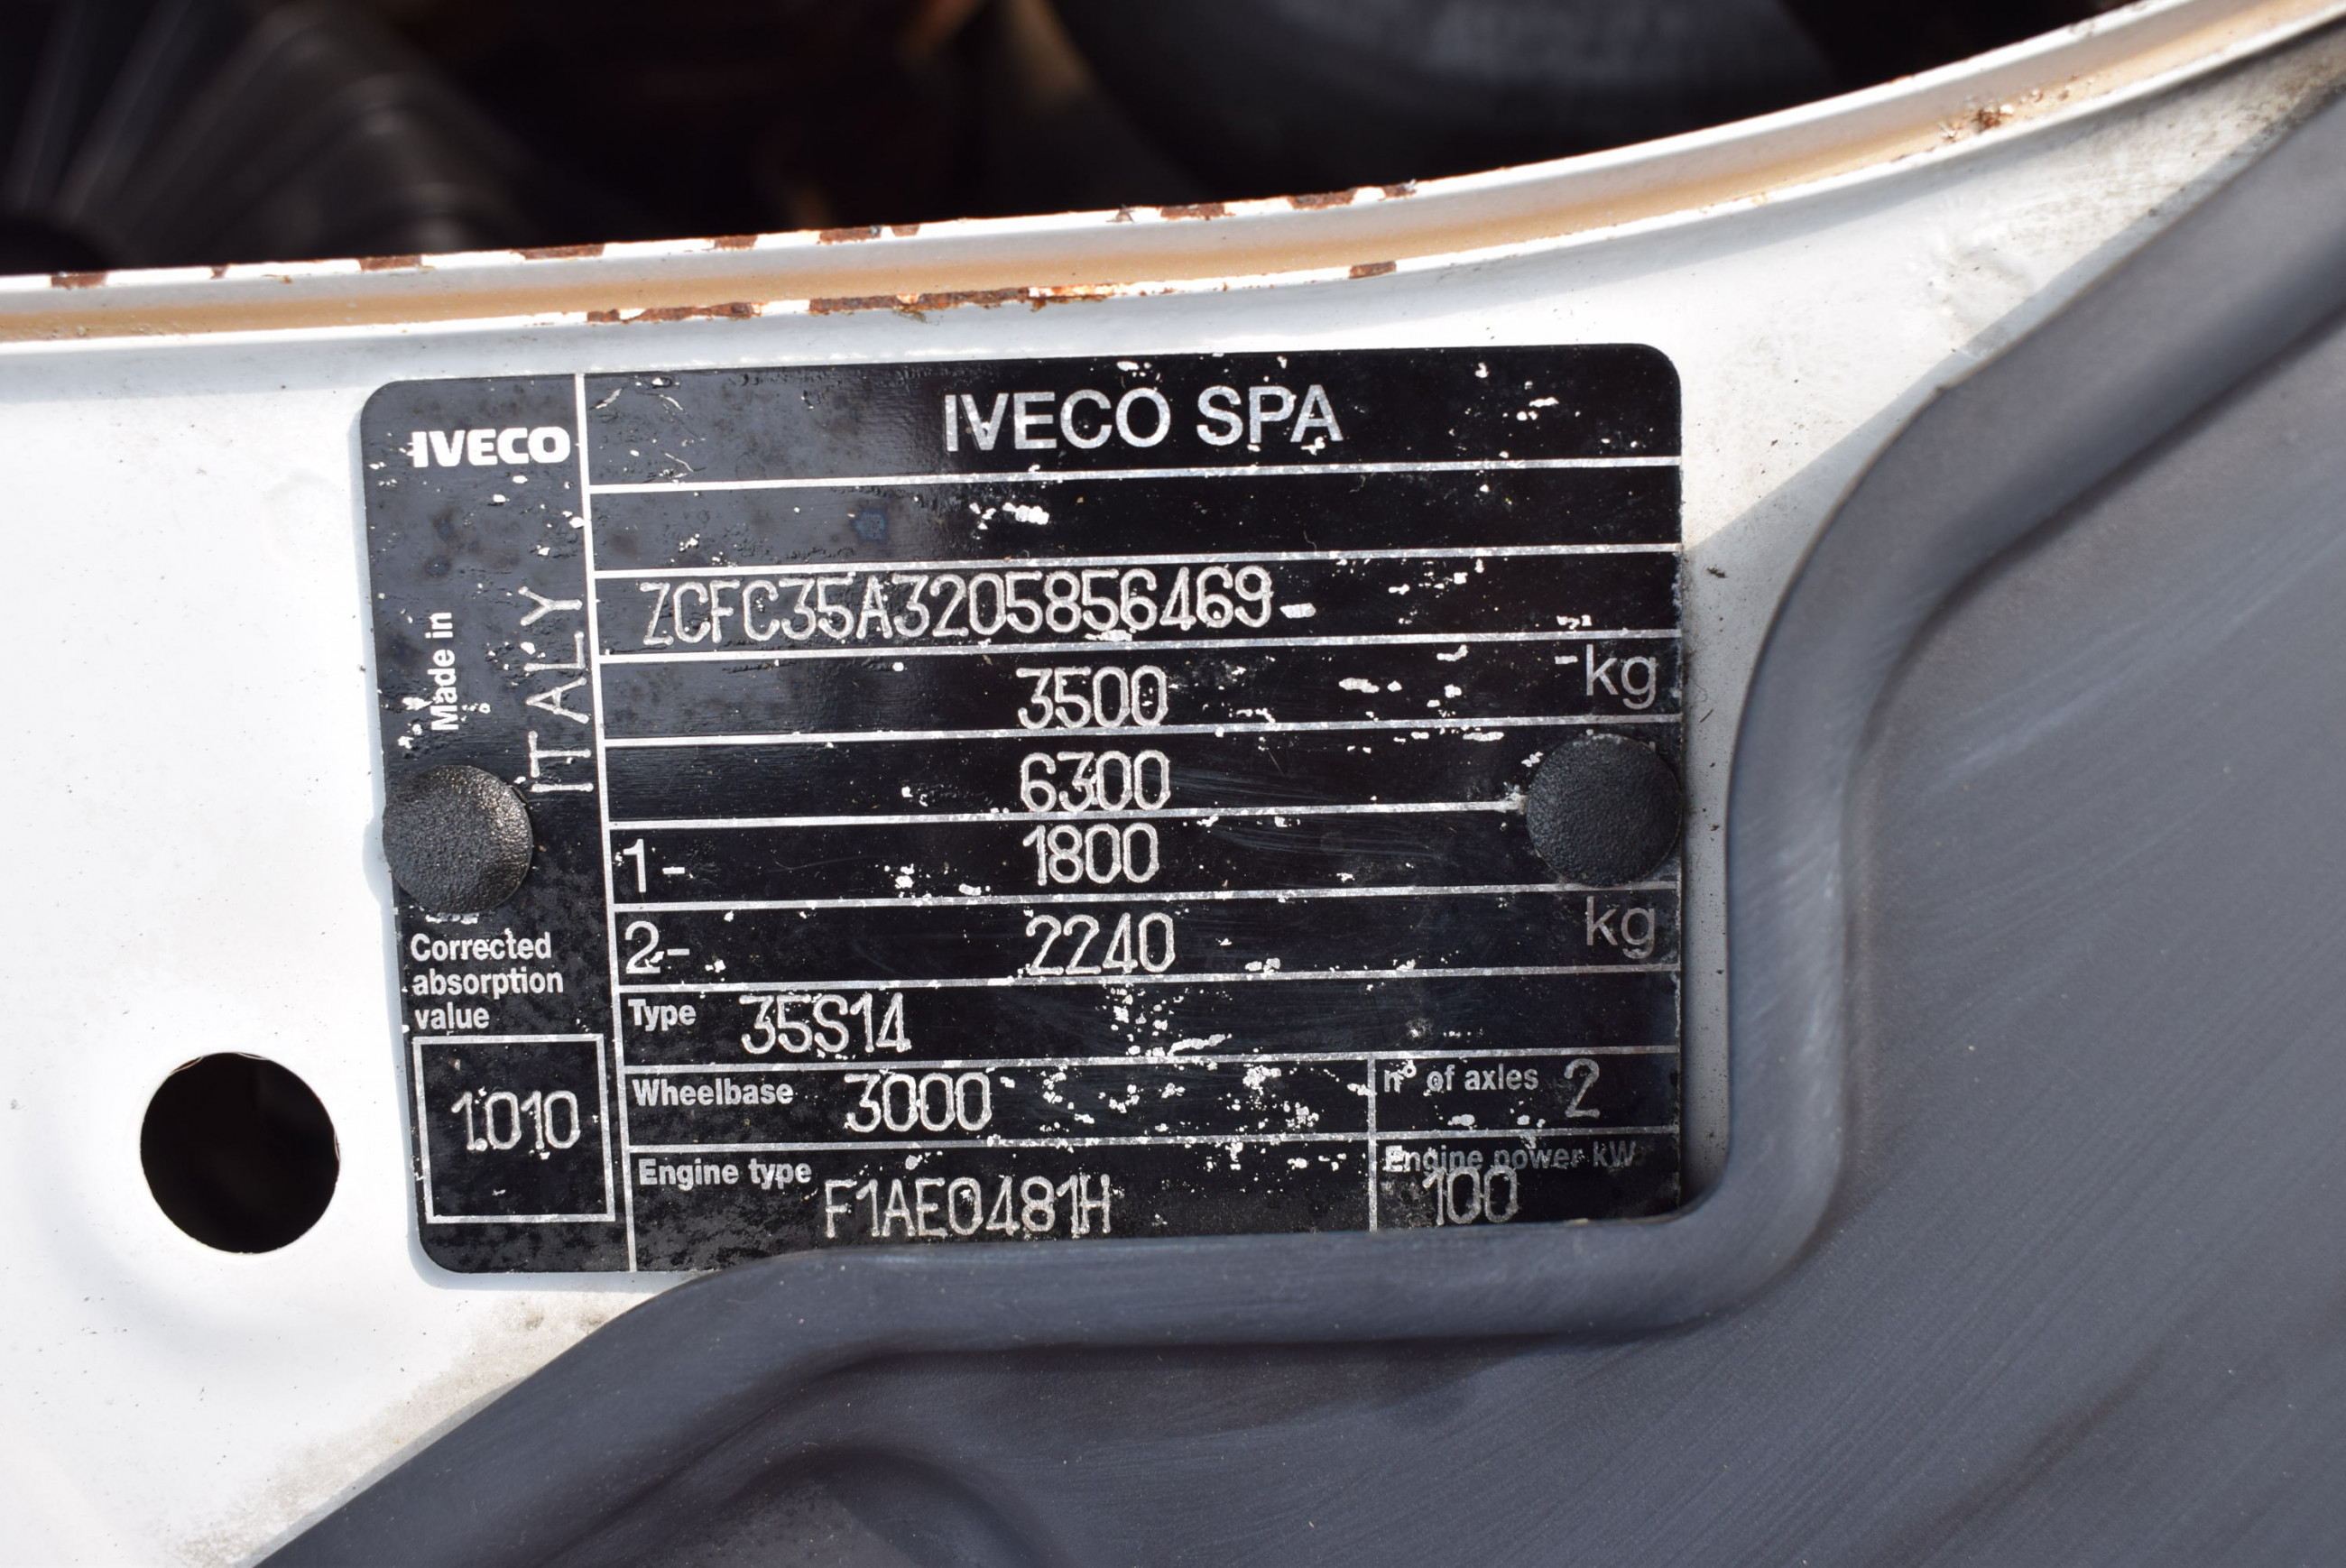 IVECO
IVECO SPA
Made in
ITALY
ZCFC35A3205856469
3500 kg
6300
1- 1800
2- 2240 kg
Corrected
absorption
value
1.010
Type 35S14
Wheelbase 3000
n° of axles 2
Engine type F1AE0481H
Engine power kW
100